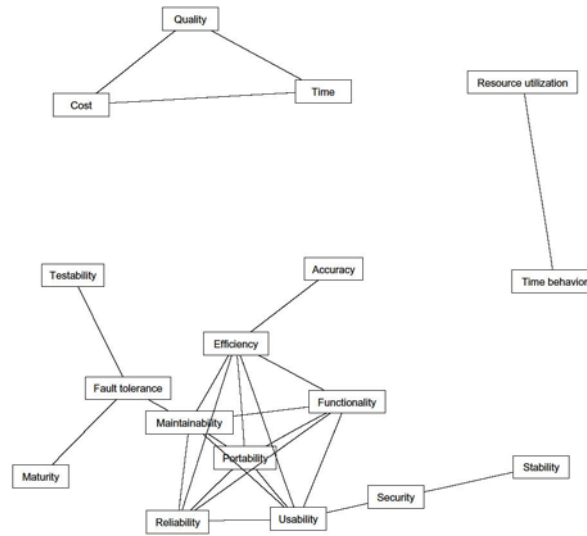 Quality
Resource utilization
Time
Cost
Accuracy
Testability
Time behavior
Efficiency
Fault tolerance
Functionality
Maintainability
Portability
Stability
Maturity
Security
Reliability
Usability